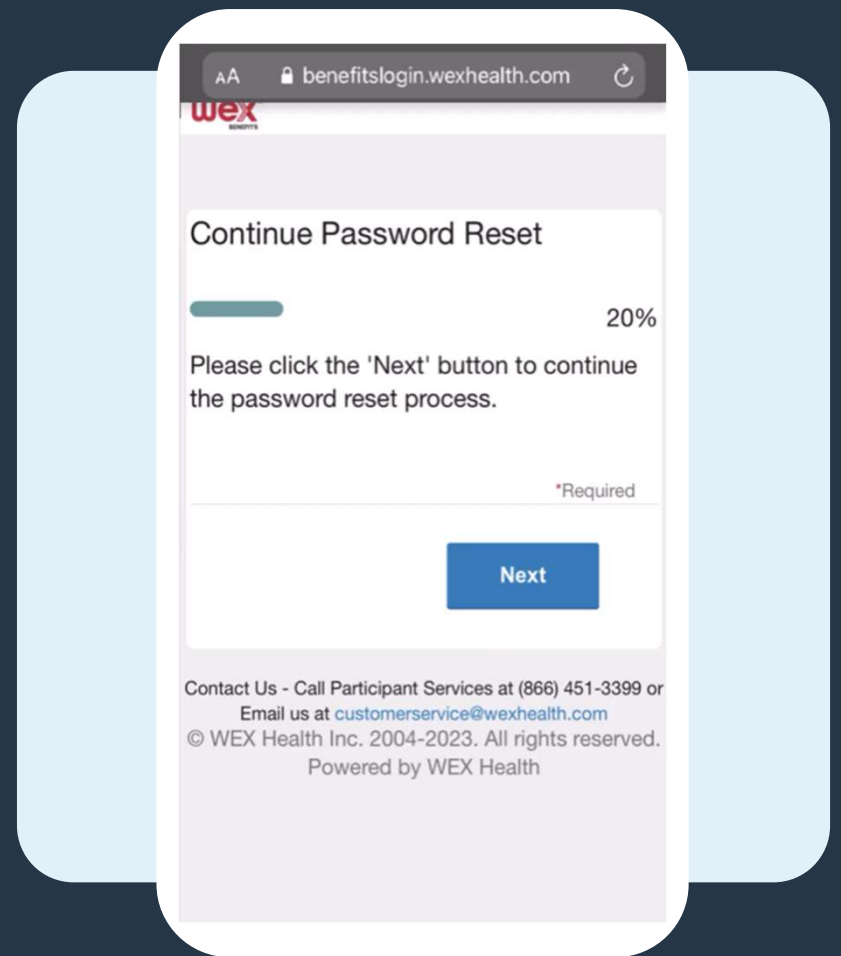 AA benefitslogin.wexhealth.com
wex
BENEFITS
Continue Password Reset
20%
Please click the 'Next' button to continue
the password reset process.
*Required
Next
Contact Us - Call Participant Services at (866) 451-3399 or
Email us at customerservice@wexhealth.com
© WEX Health Inc. 2004-2023. All rights reserved.
Powered by WEX Health